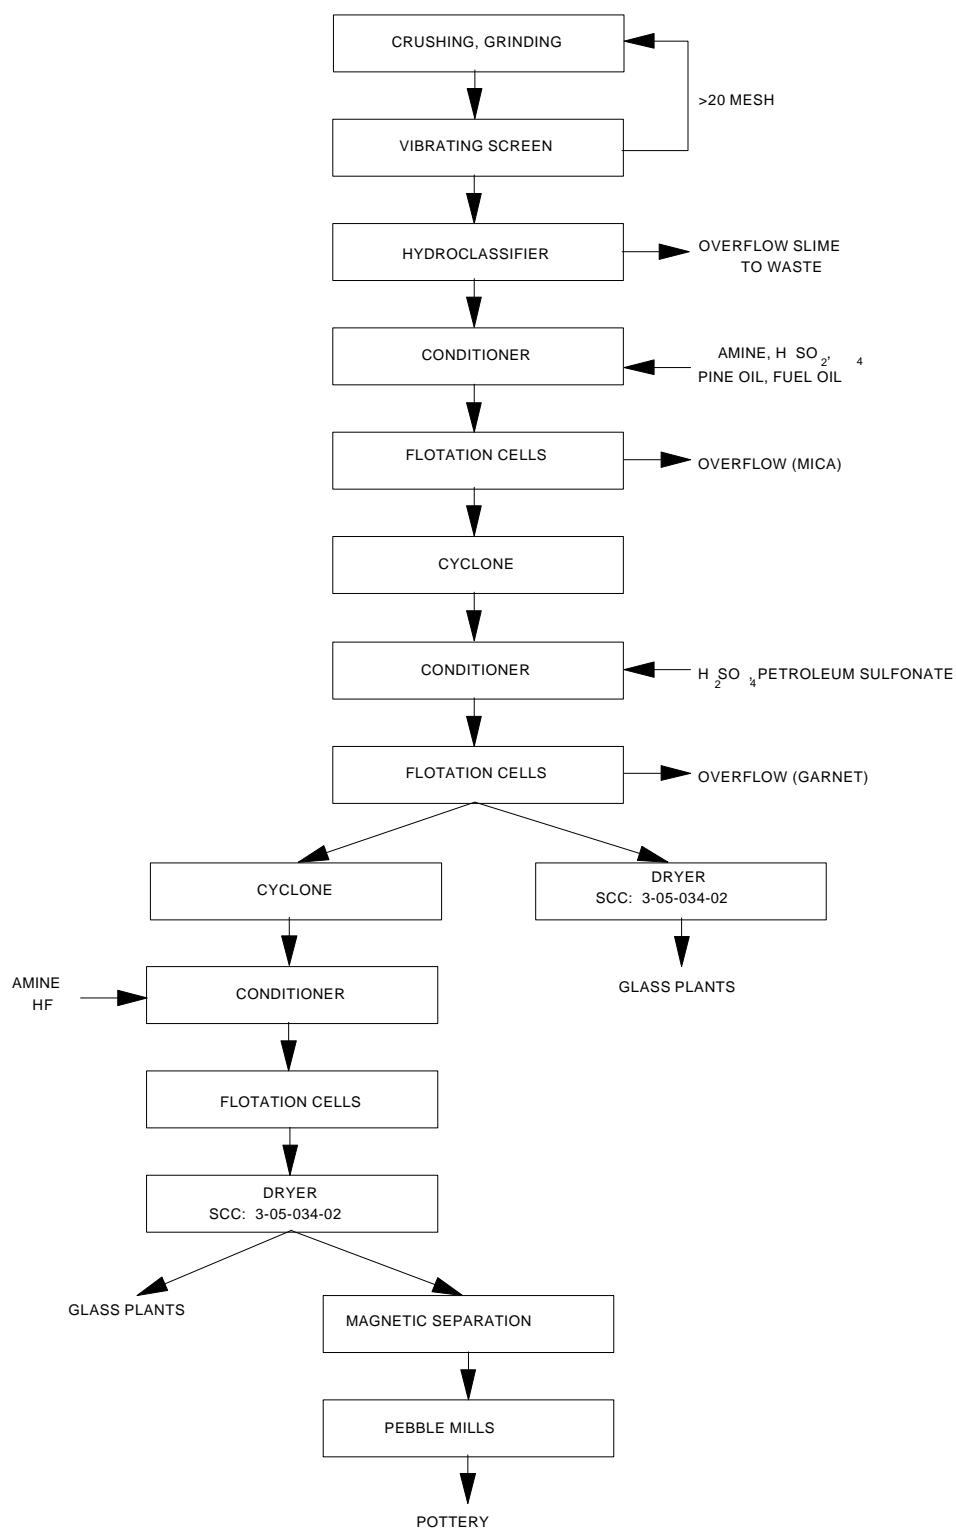 CRUSHING, GRINDING
>20 MESH
VIBRATING SCREEN
HYDROCLASSIFIER
OVERFLOW SLIME
TO WASTE
CONDITIONER
AMINE, H SO 2, 4
PINE OIL, FUEL OIL
FLOTATION CELLS
OVERFLOW (MICA)
CYCLONE
CONDITIONER
H 2SO 4, PETROLEUM SULFONATE
FLOTATION CELLS
OVERFLOW (GARNET)
CYCLONE
DRYER
SCC: 3-05-034-02
GLASS PLANTS
AMINE
HF
CONDITIONER
FLOTATION CELLS
DRYER
SCC: 3-05-034-02
GLASS PLANTS
MAGNETIC SEPARATION
PEBBLE MILLS
POTTERY